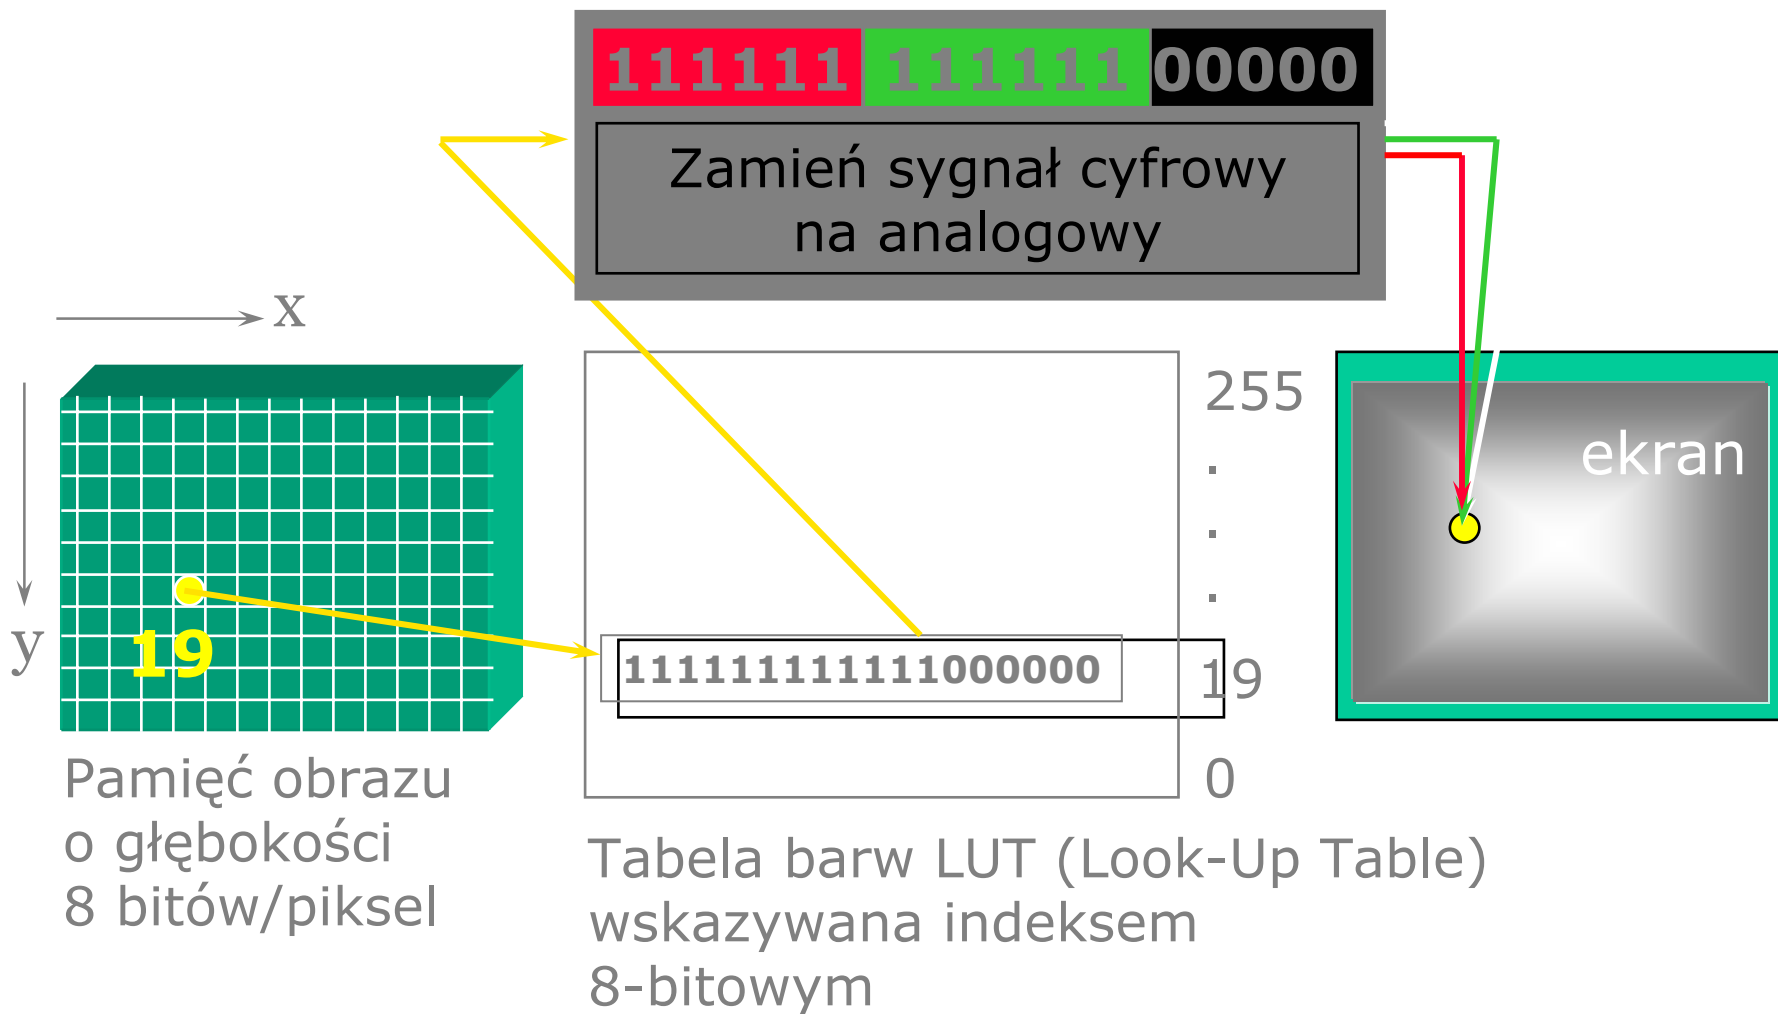 111111 111111 00000
Zamień sygnał cyfrowy
na analogowy
x
y
19
255
.
.
.
111111111111000000
19
0
ekran
Pamięć obrazu
o głębokości
8 bitów/piksel
Tabela barw LUT (Look-Up Table)
wskazywana indeksem
8-bitowym